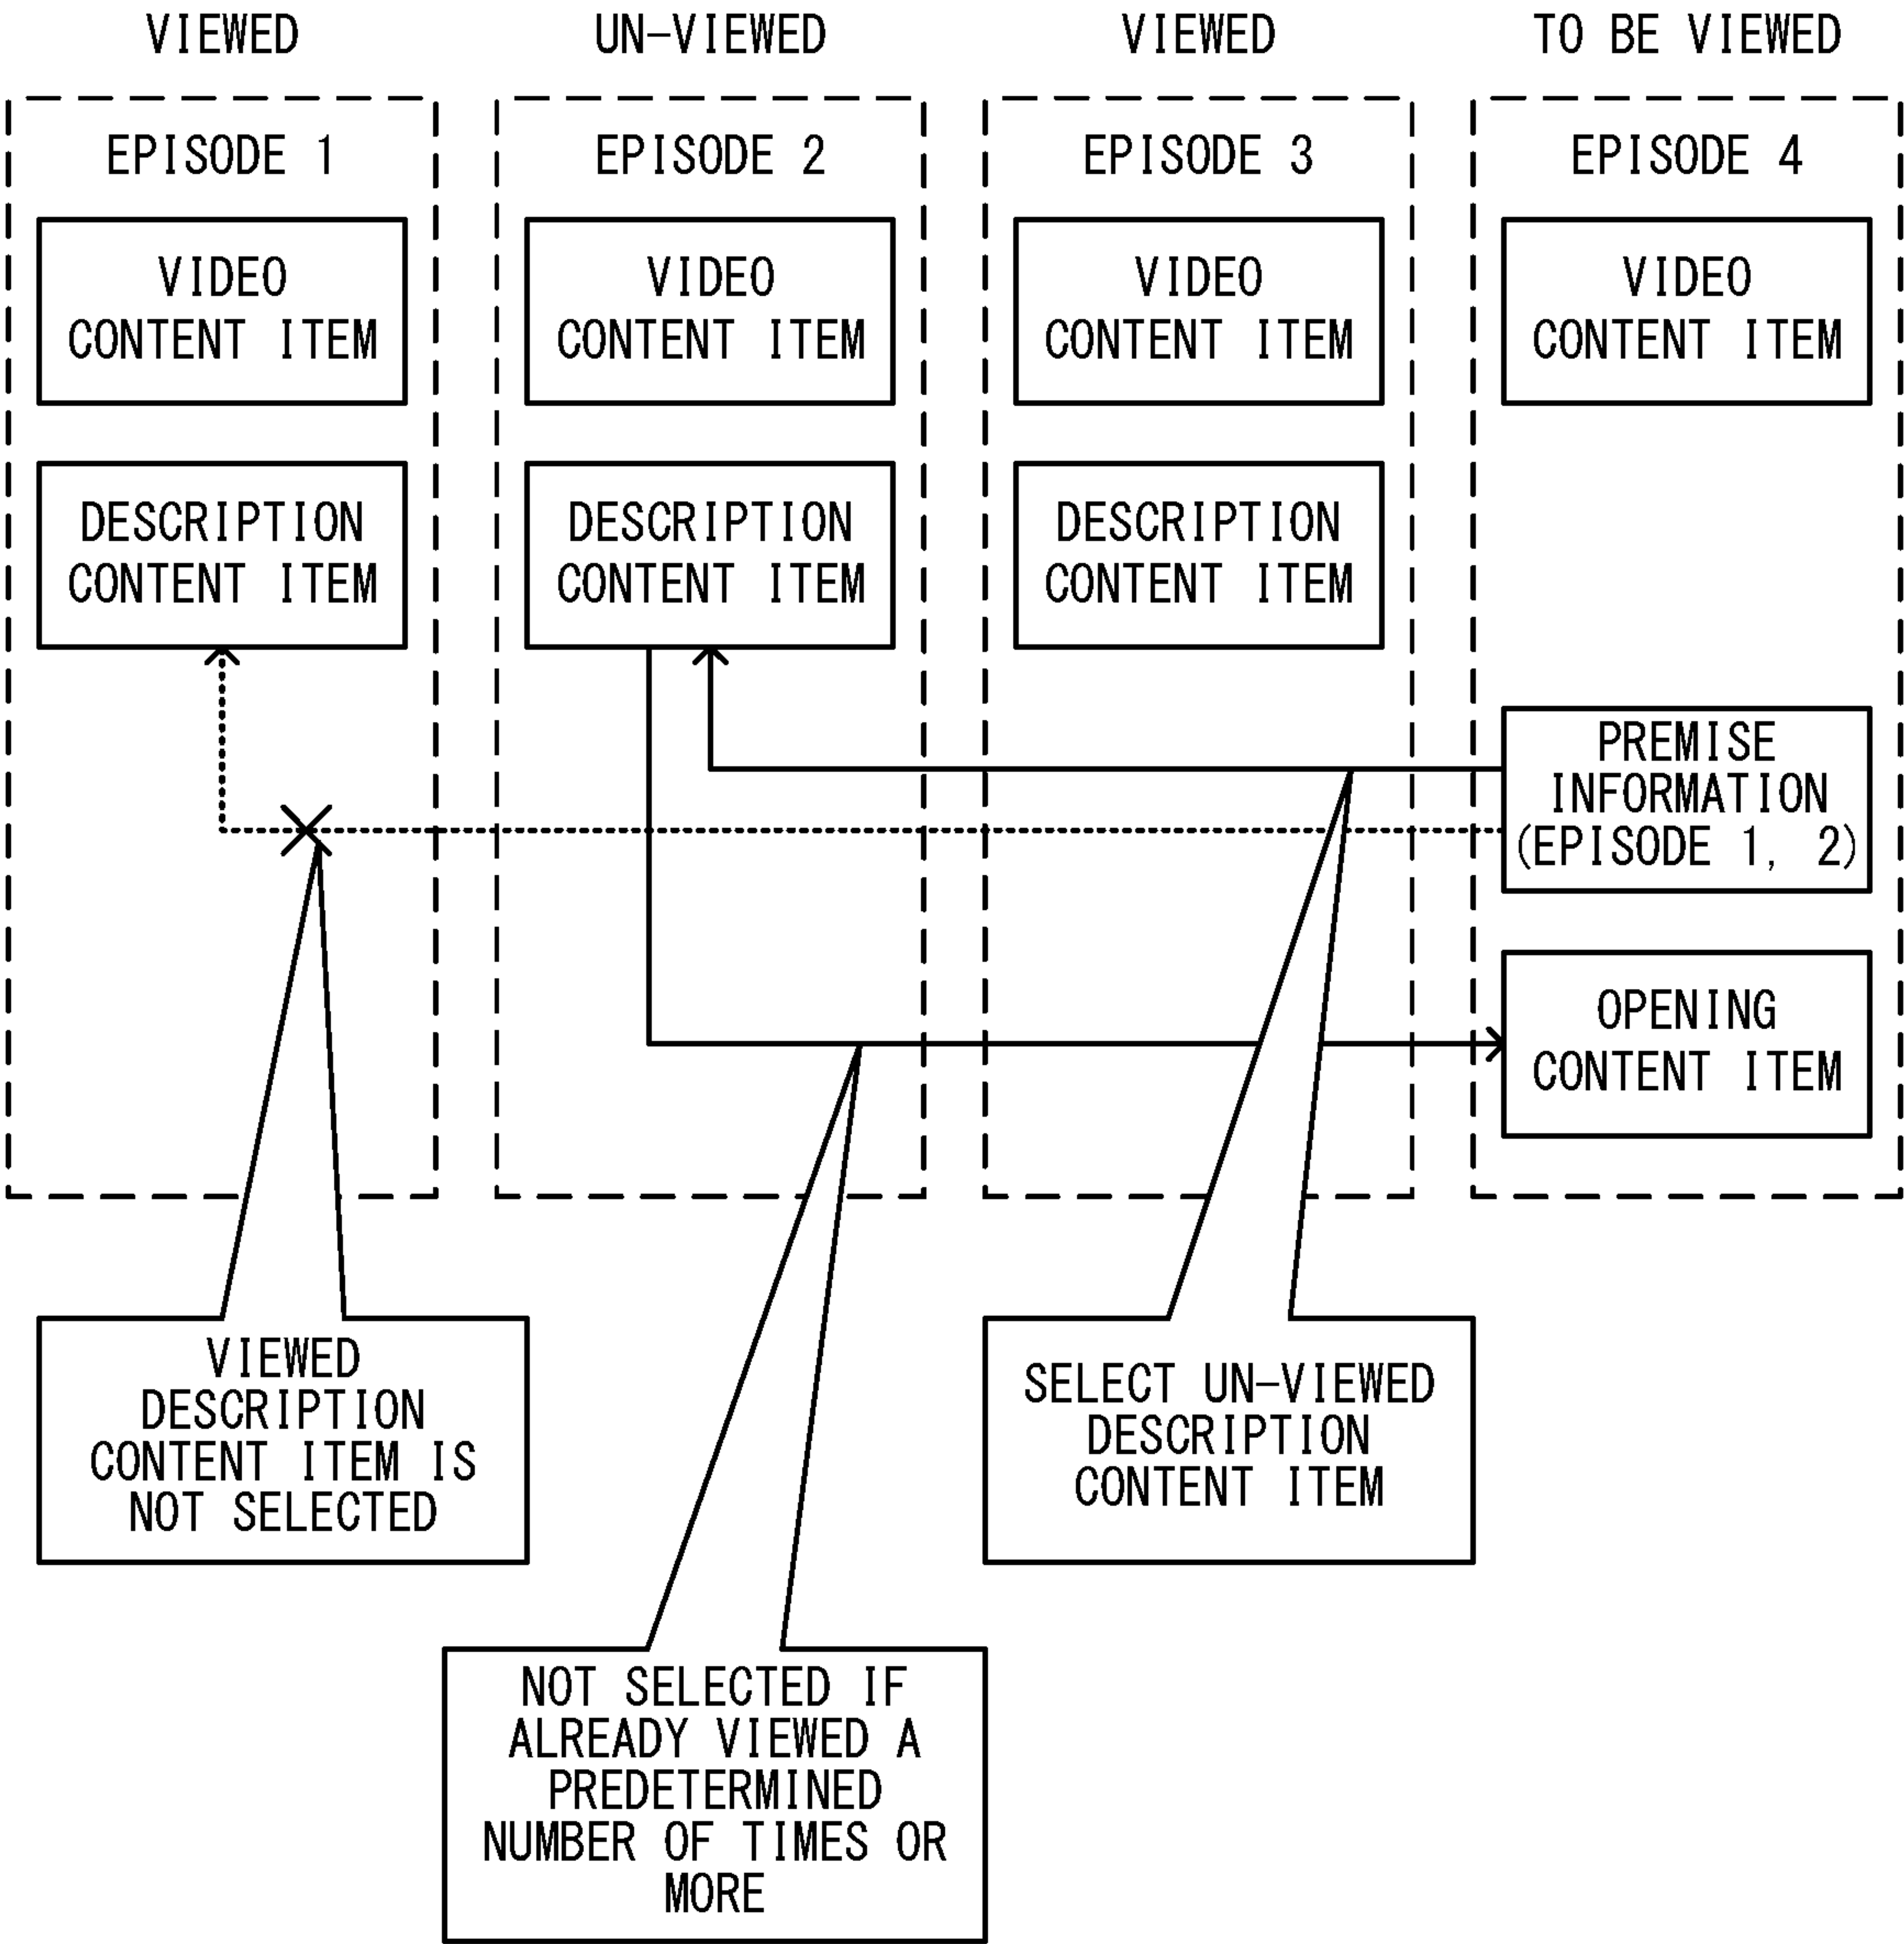 VIEWED
UN-VIEWED
VIEWED
TO BE VIEWED
EPISODE 1
EPISODE 2
EPISODE 3
EPISODE 4
VIDEO
CONTENT ITEM
VIDEO
CONTENT ITEM
VIDEO
CONTENT ITEM
VIDEO
CONTENT ITEM
DESCRIPTION
CONTENT ITEM
DESCRIPTION
CONTENT ITEM
DESCRIPTION
CONTENT ITEM
PREMISE
INFORMATION
(EPISODE 1, 2)
OPENING
CONTENT ITEM
VIEWED
DESCRIPTION
CONTENT ITEM IS
NOT SELECTED
SELECT UN-VIEWED
DESCRIPTION
CONTENT ITEM
NOT SELECTED IF
ALREADY VIEWED A
PREDETERMINED
NUMBER OF TIMES OR
MORE